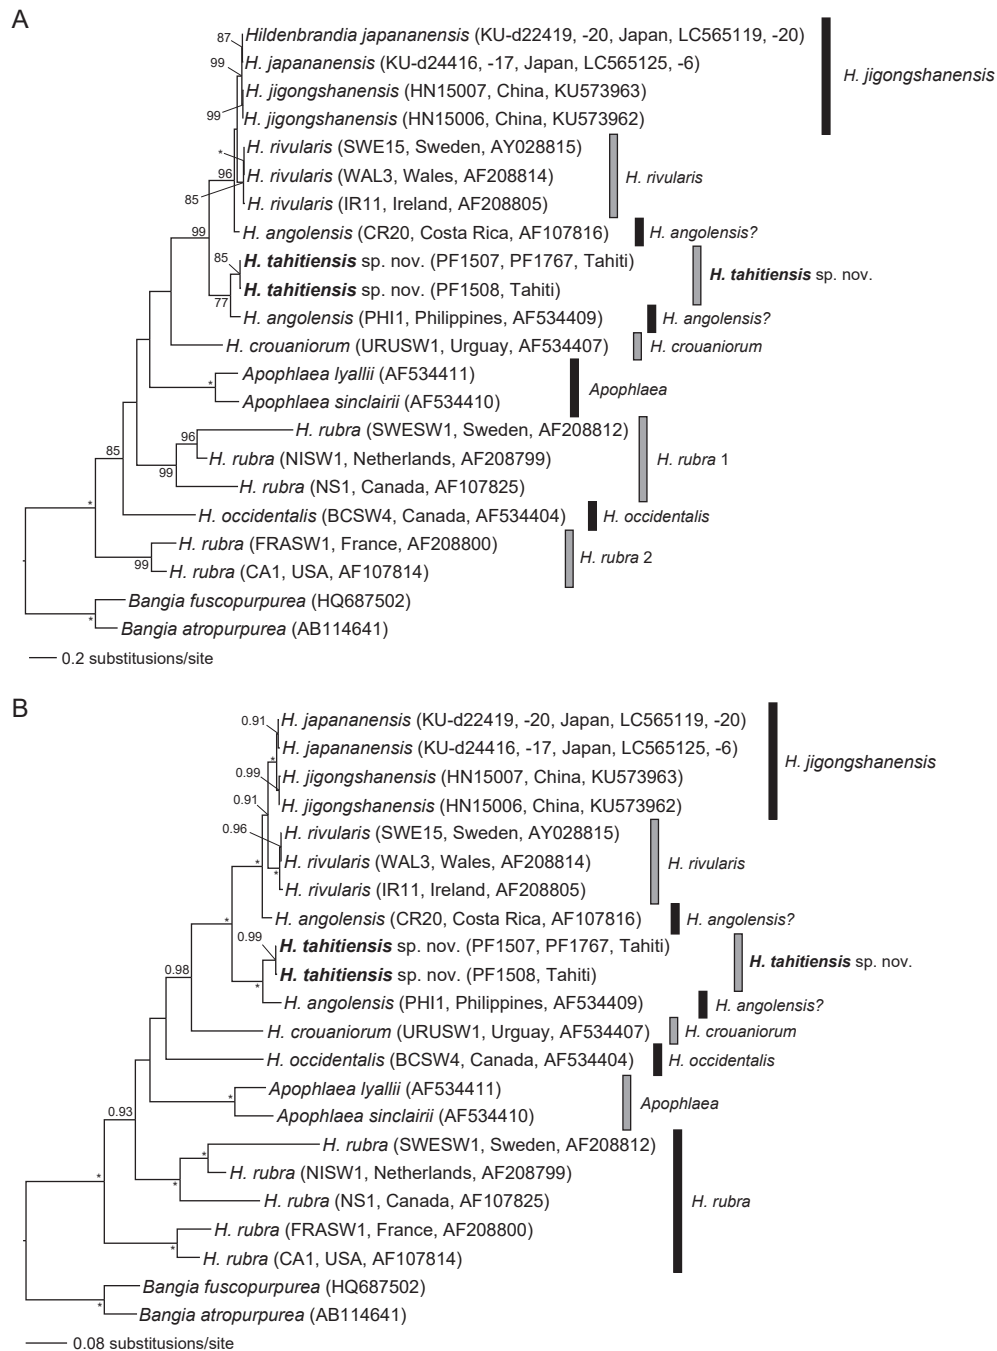 A
87 Hildenbrandia japananensis (KU-d22419, -20, Japan, LC565119, -20)
99 H. japananensis (KU-d24416, -17, Japan, LC565125, -6)
H. jigongshanensis
H. jigongshanensis (HN15007, China, KU573963)
99 H. jigongshanensis (HN15006, China, KU573962)
* H. rivularis (SWE15, Sweden, AY028815)
96 H. rivularis (WAL3, Wales, AF208814)
H. rivularis
85 H. rivularis (IR11, Ireland, AF208805)
99 H. angolensis (CR20, Costa Rica, AF107816)
H. angolensis?
85 H. tahitiensis sp. nov. (PF1507, PF1767, Tahiti)
H. tahitiensis sp. nov.
H. tahitiensis sp. nov. (PF1508, Tahiti)
77 H. angolensis (PHI1, Philippines, AF534409)
H. angolensis?
H. crouaniorum (URUSW1, Urguay, AF534407)
H. crouaniorum
* Apophlaea lyallii (AF534411)
Apophlaea
Apophlaea sinclairii (AF534410)
96 H. rubra (SWESW1, Sweden, AF208812)
85 H. rubra (NISW1, Netherlands, AF208799)
H. rubra 1
99 H. rubra (NS1, Canada, AF107825)
* H. occidentalis (BCSW4, Canada, AF534404)
H. occidentalis
H. rubra (FRASW1, France, AF208800)
H. rubra 2
99 H. rubra (CA1, USA, AF107814)
Bangia fuscopurpurea (HQ687502)
* Bangia atropurpurea (AB114641)
0.2 substitusions/site
B
0.91 H. japananensis (KU-d22419, -20, Japan, LC565119, -20)
* H. japananensis (KU-d24416, -17, Japan, LC565125, -6)
H. jigongshanensis
0.99 H. jigongshanensis (HN15007, China, KU573963)
0.91 H. jigongshanensis (HN15006, China, KU573962)
0.96 H. rivularis (SWE15, Sweden, AY028815)
* H. rivularis (WAL3, Wales, AF208814)
H. rivularis
* H. rivularis (IR11, Ireland, AF208805)
* H. angolensis (CR20, Costa Rica, AF107816)
H. angolensis?
0.99 H. tahitiensis sp. nov. (PF1507, PF1767, Tahiti)
H. tahitiensis sp. nov.
0.98 H. tahitiensis sp. nov. (PF1508, Tahiti)
* H. angolensis (PHI1, Philippines, AF534409)
H. angolensis?
H. crouaniorum (URUSW1, Urguay, AF534407)
H. crouaniorum
H. occidentalis (BCSW4, Canada, AF534404)
H. occidentalis
Apophlaea lyallii (AF534411)
Apophlaea
0.93 * Apophlaea sinclairii (AF534410)
* H. rubra (SWESW1, Sweden, AF208812)
* H. rubra (NISW1, Netherlands, AF208799)
* H. rubra (NS1, Canada, AF107825)
H. rubra
H. rubra (FRASW1, France, AF208800)
* H. rubra (CA1, USA, AF107814)
Bangia fuscopurpurea (HQ687502)
* Bangia atropurpurea (AB114641)
0.08 substitusions/site